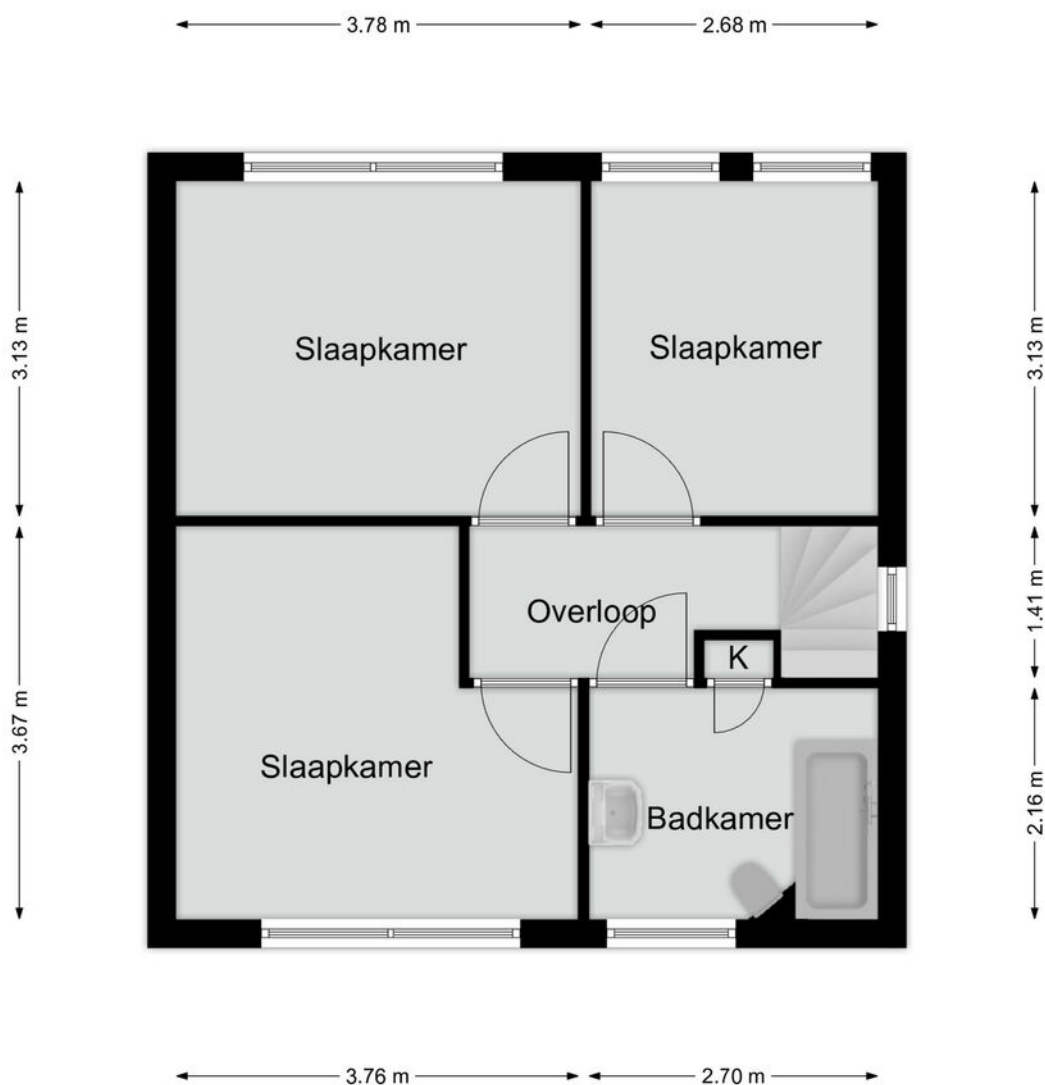 3.78 m
2.68 m
3.13 m
3.13 m
Slaapkamer
Slaapkamer
1.41 m
Overloop
K
3.67 m
Slaapkamer
Badkamer
2.16 m
3.76 m
2.70 m